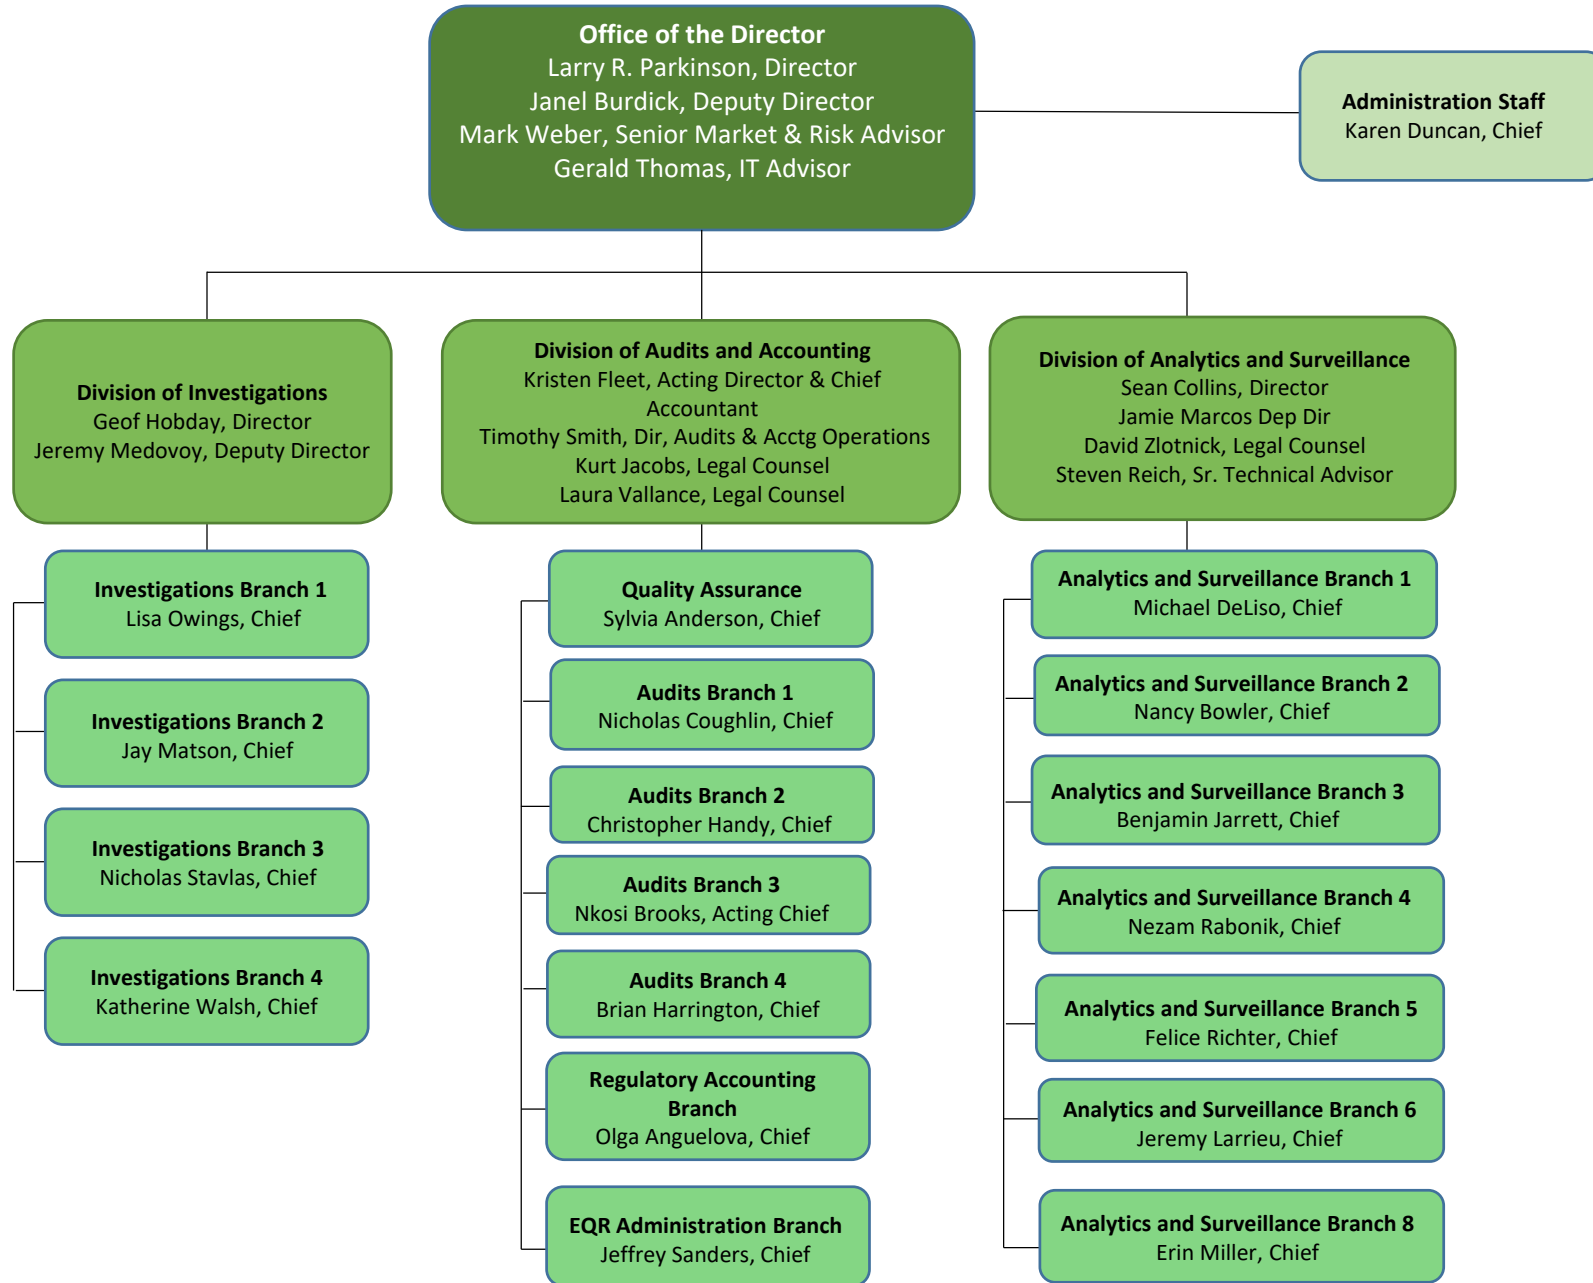 Office of the Director
Larry R. Parkinson, Director
Janel Burdick, Deputy Director
Mark Weber, Senior Market & Risk Advisor
Gerald Thomas, IT Advisor
Administration Staff
Karen Duncan, Chief
Division of Investigations
Geof Hobday, Director
Jeremy Medovoy, Deputy Director
Division of Audits and Accounting
Kristen Fleet, Acting Director & Chief
Accountant
Timothy Smith, Dir, Audits & Acctg Operations
Kurt Jacobs, Legal Counsel
Laura Vallance, Legal Counsel
Division of Analytics and Surveillance
Sean Collins, Director
Jamie Marcos Dep Dir
David Zlotnick, Legal Counsel
Steven Reich, Sr. Technical Advisor
Investigations Branch 1
Lisa Owings, Chief
Investigations Branch 2
Jay Matson, Chief
Investigations Branch 3
Nicholas Stavlas, Chief
Investigations Branch 4
Katherine Walsh, Chief
Quality Assurance
Sylvia Anderson, Chief
Audits Branch 1
Nicholas Coughlin, Chief
Audits Branch 2
Christopher Handy, Chief
Audits Branch 3
Nkosi Brooks, Acting Chief
Audits Branch 4
Brian Harrington, Chief
Regulatory Accounting
Branch
Olga Anguelova, Chief
EQR Administration Branch
Jeffrey Sanders, Chief
Analytics and Surveillance Branch 1
Michael DeLiso, Chief
Analytics and Surveillance Branch 2
Nancy Bowler, Chief
Analytics and Surveillance Branch 3
Benjamin Jarrett, Chief
Analytics and Surveillance Branch 4
Nezam Rabonik, Chief
Analytics and Surveillance Branch 5
Felice Richter, Chief
Analytics and Surveillance Branch 6
Jeremy Larrieu, Chief
Analytics and Surveillance Branch 8
Erin Miller, Chief